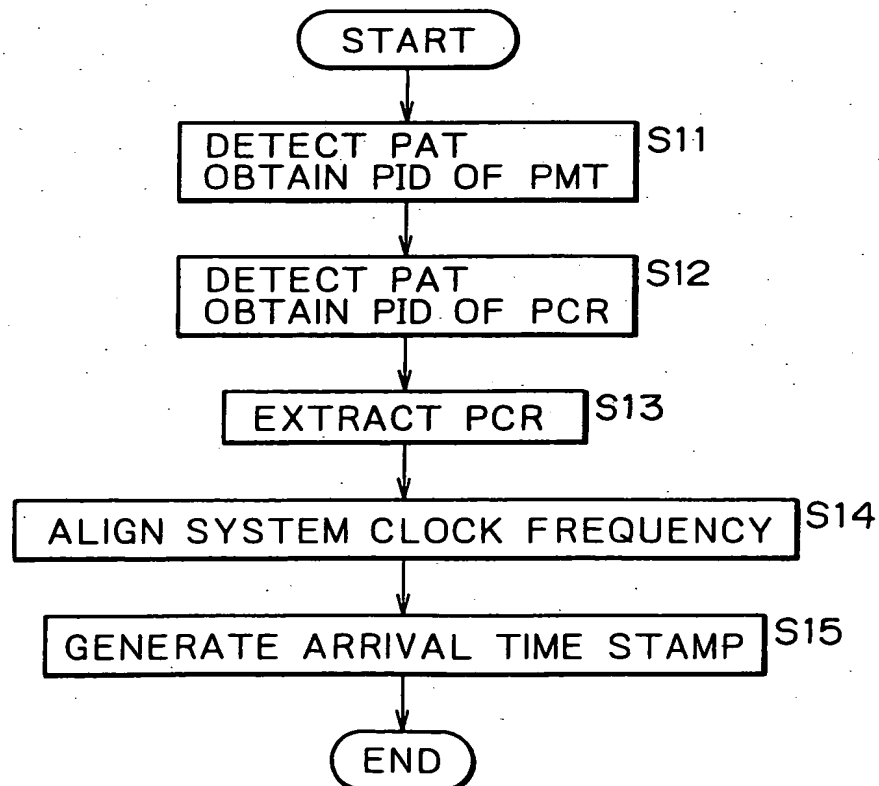 START
DETECT PAT
OBTAIN PID OF PMT
S11
DETECT PAT
OBTAIN PID OF PCR
S12
EXTRACT PCR
S13
ALIGN SYSTEM CLOCK FREQUENCY
S14
GENERATE ARRIVAL TIME STAMP
S15
END